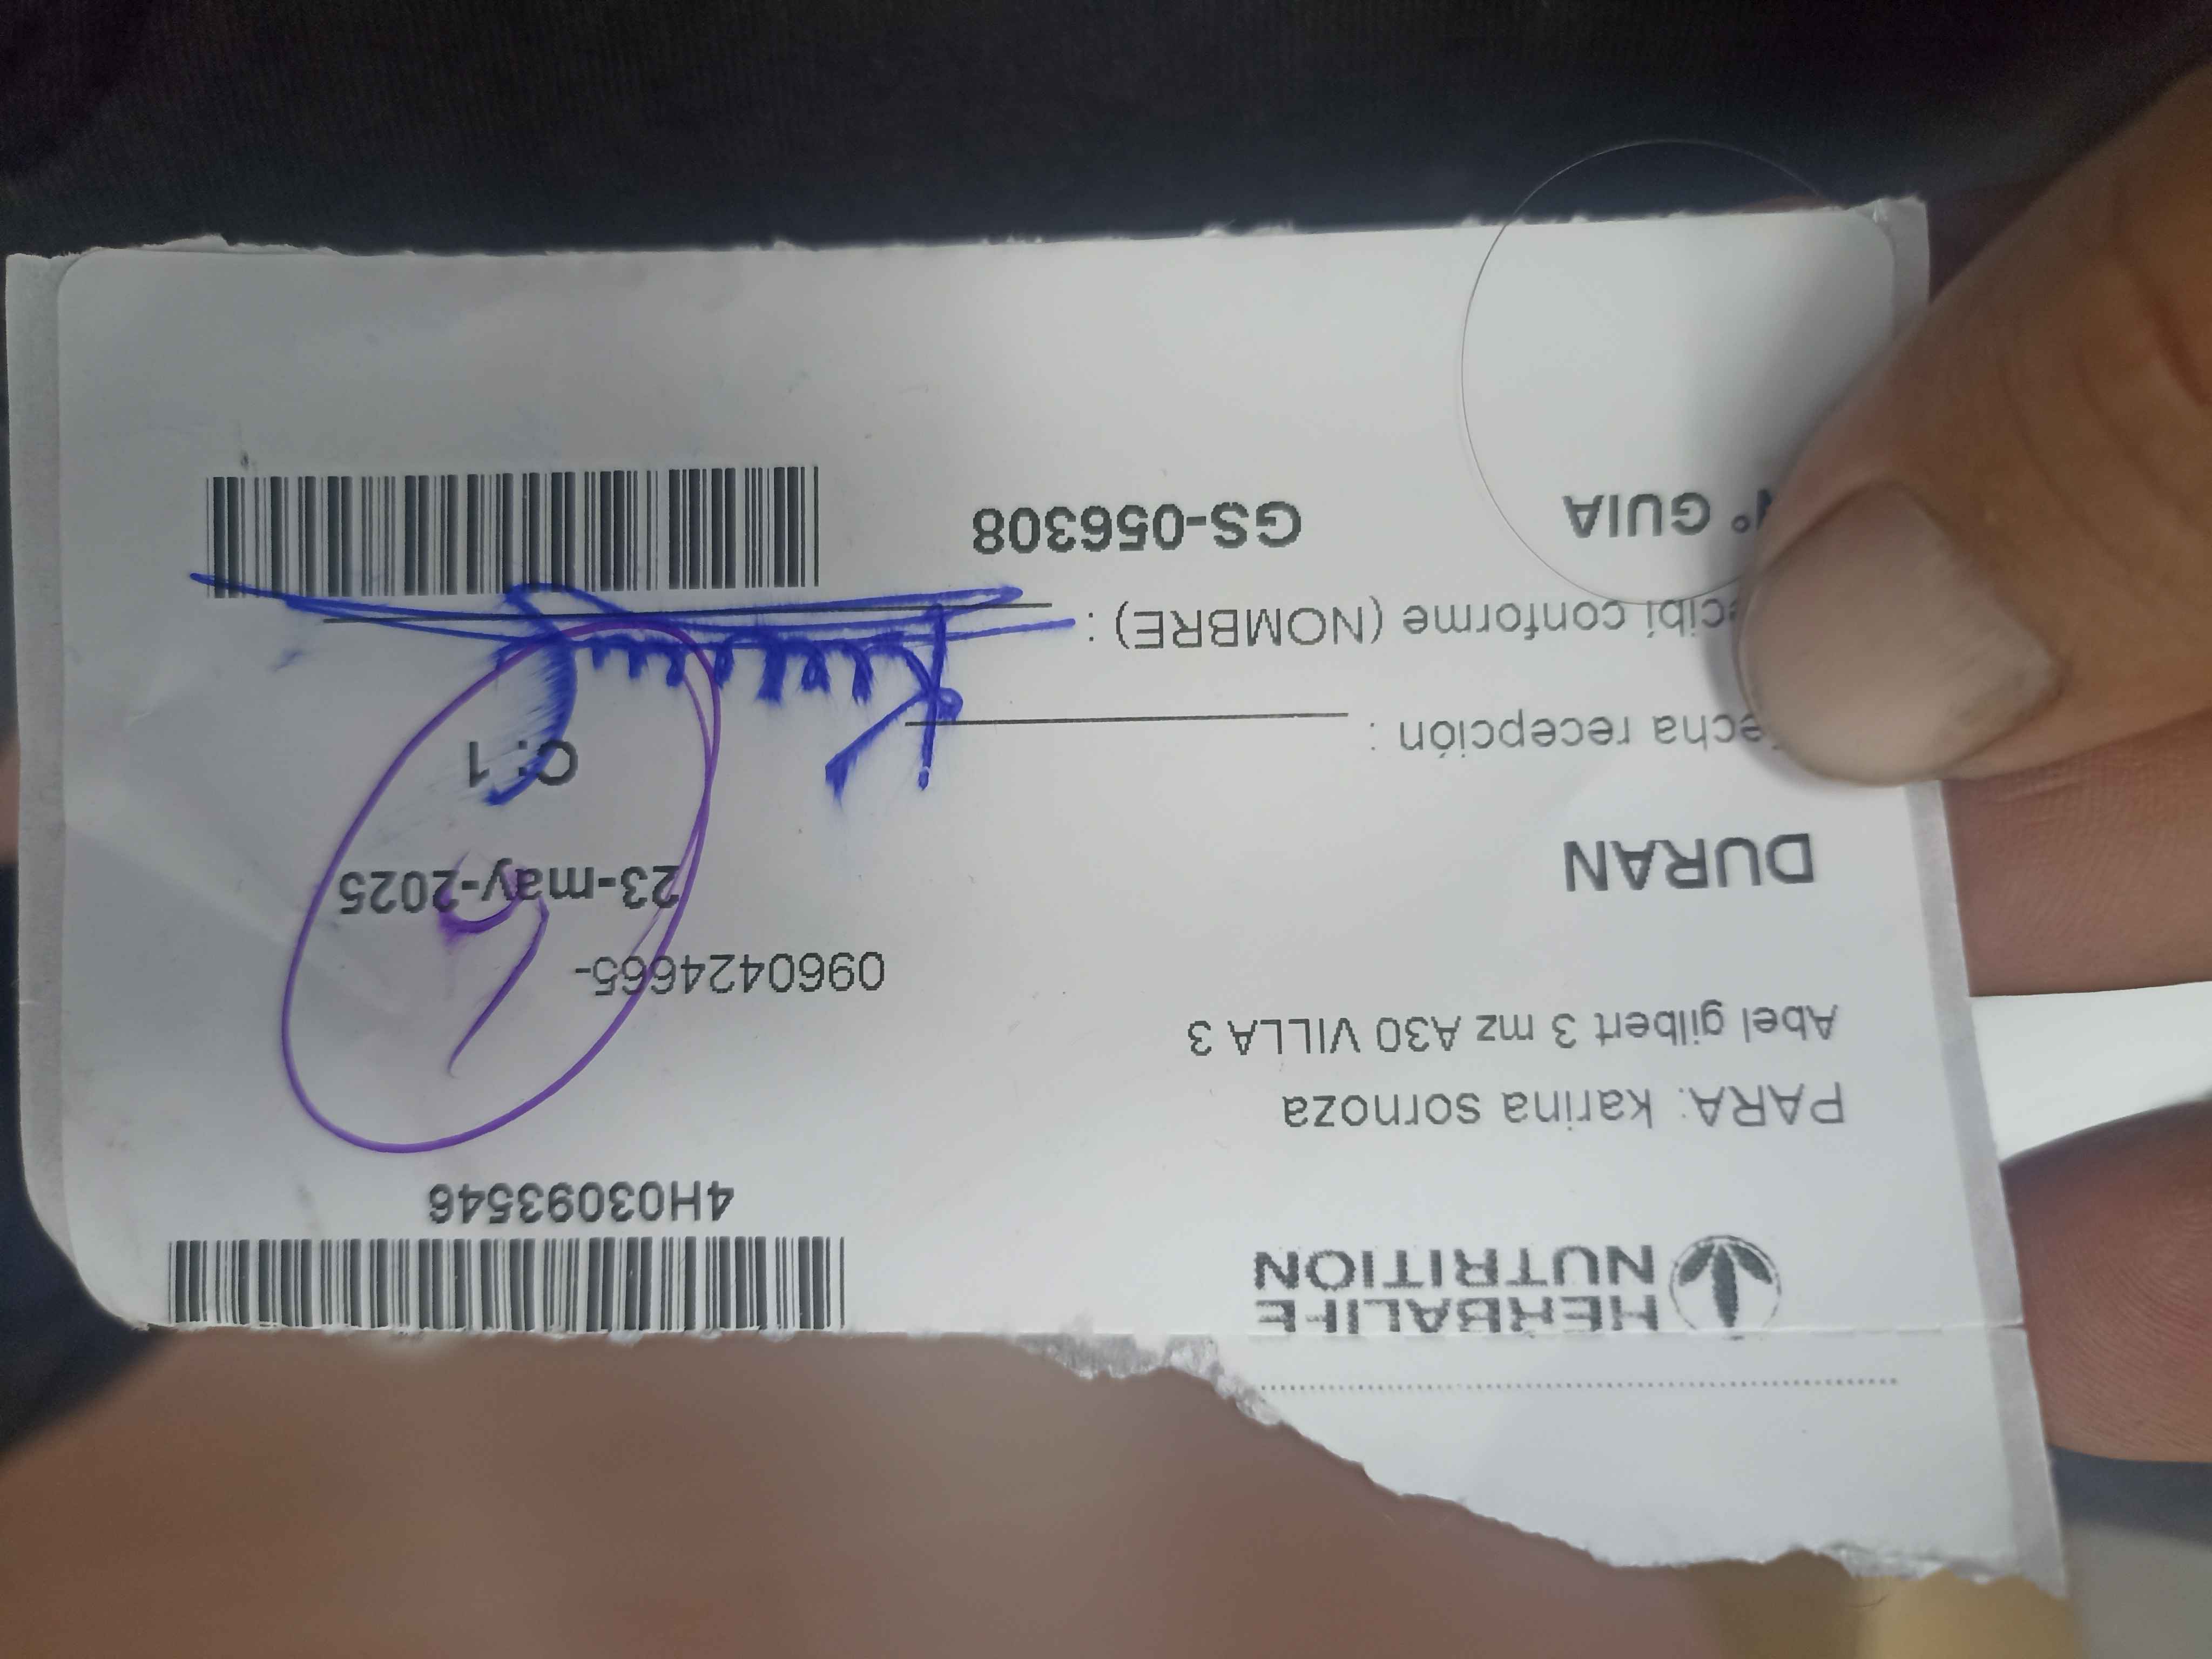 HERBALIFE
NUTRITION
4H03093546
PARA: karina sornoza
Abel gilbert 3 mz A30 VILLA 3
0960424665-
23-may-2025
DURAN
C: 1
echa recepción :
ecibí conforme (NOMBRE) :
N° GUIA GS-056308